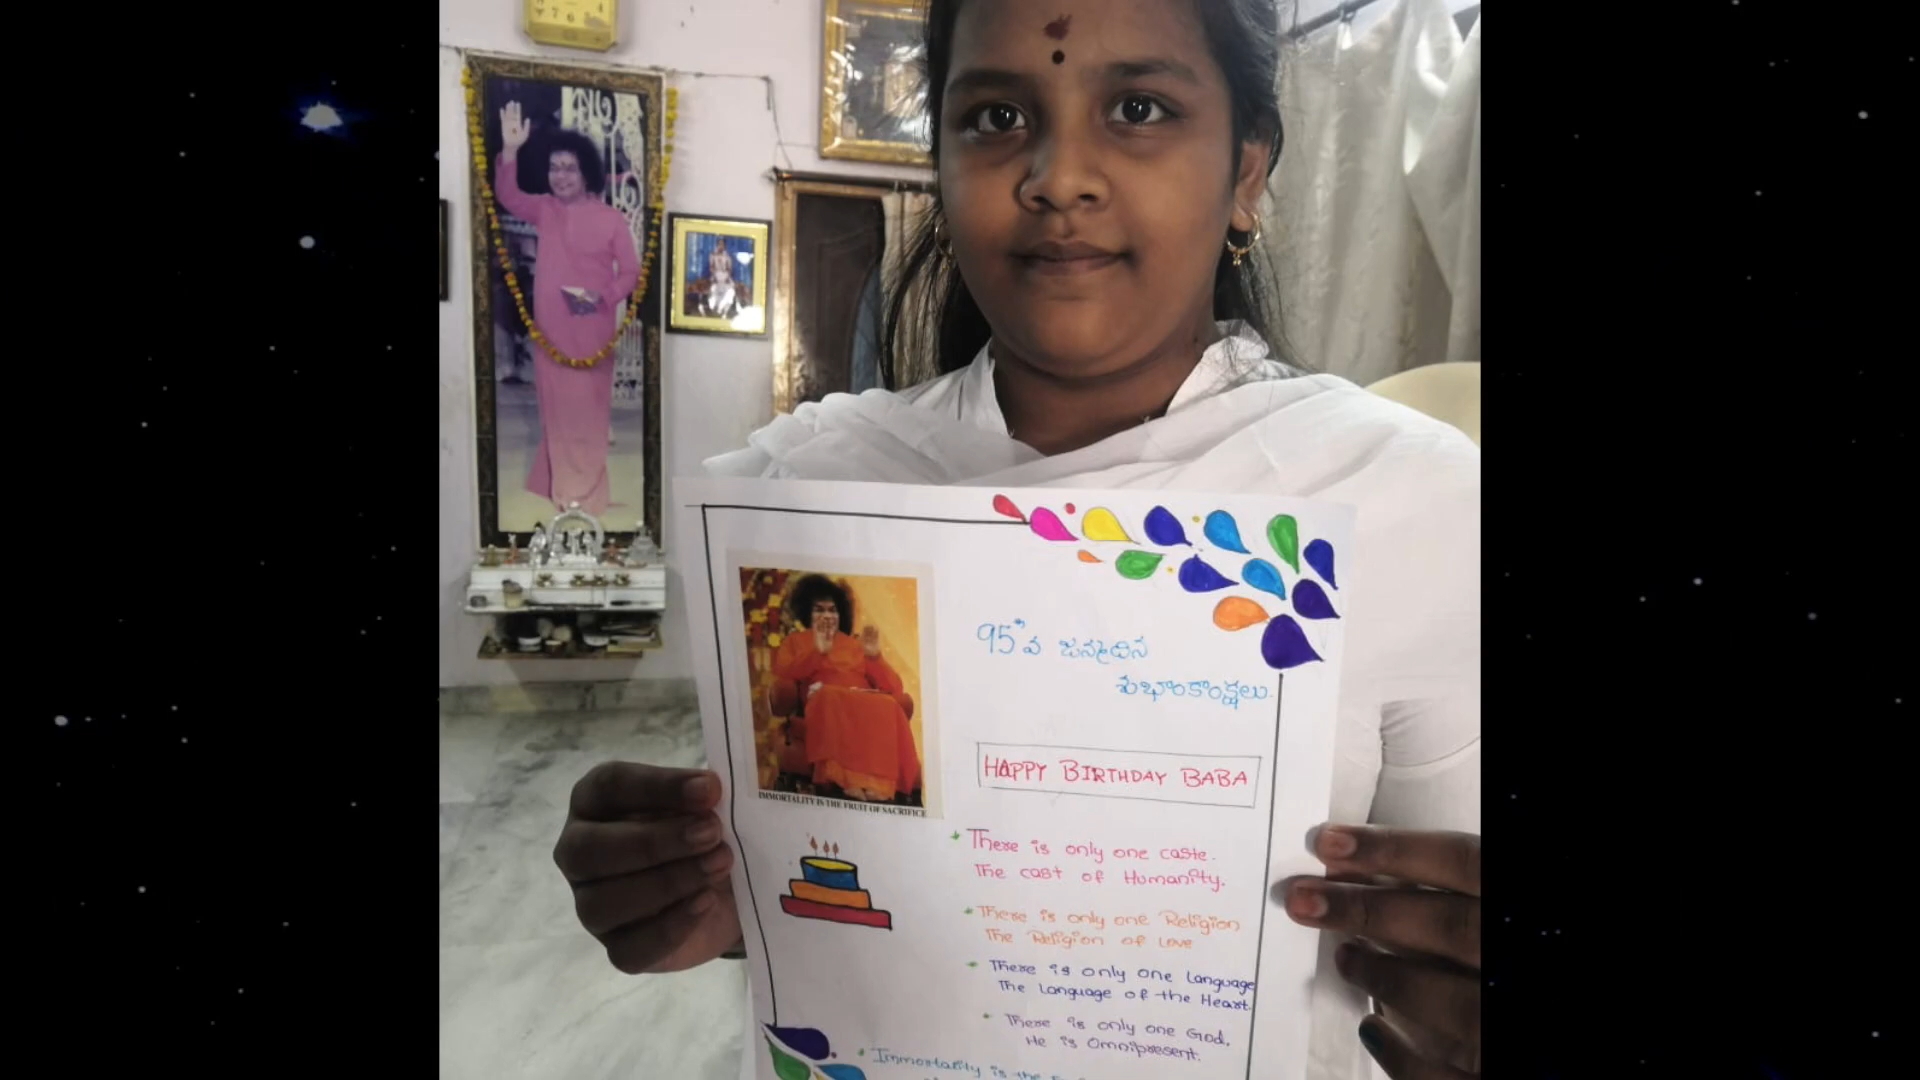 95వ జన్మదిన
శుభాకాంక్షలు.
HAPPY BIRTHDAY BABA
IMMORTALITY IS THE FRUIT OF SACRIFICE
There is only one caste.
The cast of Humanity.
There is only one Religion
The Religion of Love
There is only one Language
The Language of the Heart.
There is only one God,
He is Omnipresent.
Immortality is the